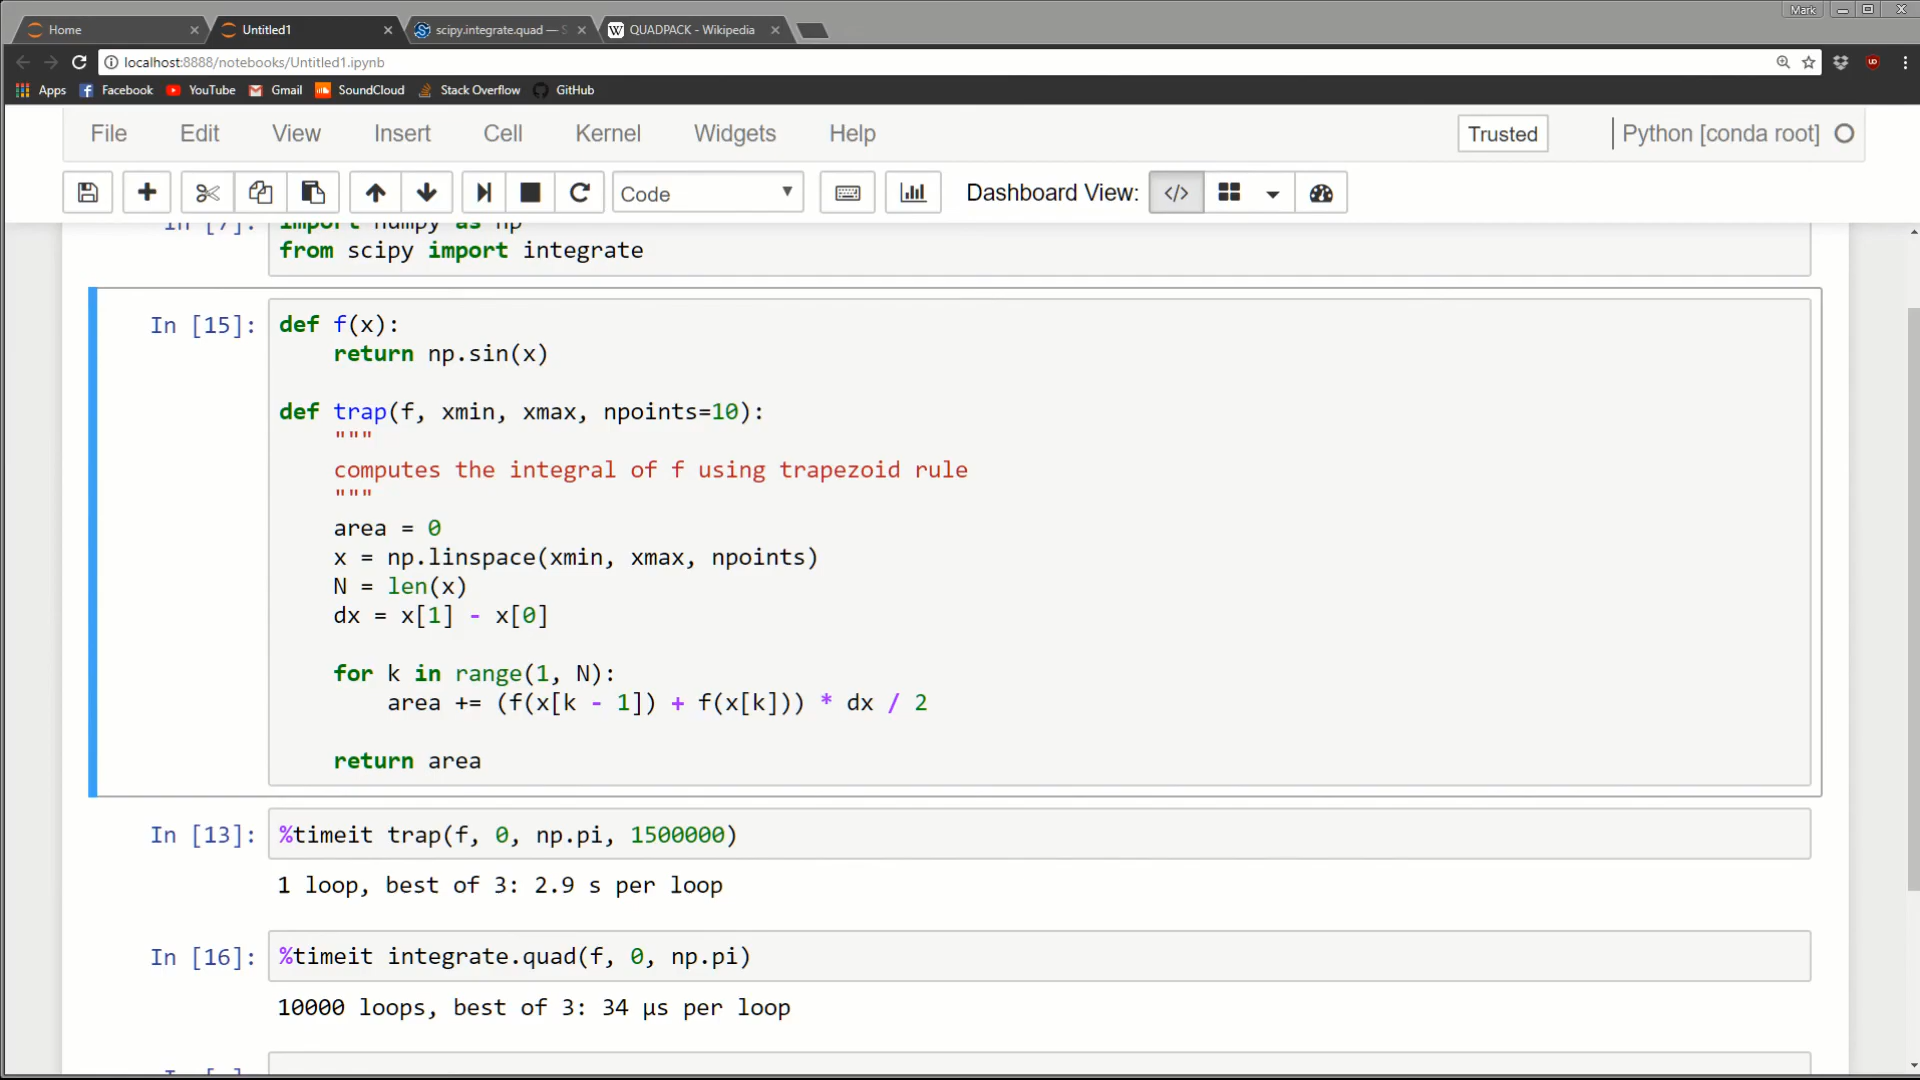 Mark
Home
Untitled1
scipy.integrate.quad — S
W QUADPACK - Wikipedia
localhost:8888/notebooks/Untitled1.ipynb
Apps Facebook YouTube Gmail SoundCloud Stack Overflow GitHub
File Edit View Insert Cell Kernel Widgets Help Trusted Python [conda root]
Code Dashboard View: </>
In [7]: import numpy as np
from scipy import integrate
In [15]: def f(x):
return np.sin(x)
def trap(f, xmin, xmax, npoints=10):
"""
computes the integral of f using trapezoid rule
"""
area = 0
x = np.linspace(xmin, xmax, npoints)
N = len(x)
dx = x[1] - x[0]
for k in range(1, N):
area += (f(x[k - 1]) + f(x[k])) * dx / 2
return area
In [13]: %timeit trap(f, 0, np.pi, 1500000)
1 loop, best of 3: 2.9 s per loop
In [16]: %timeit integrate.quad(f, 0, np.pi)
10000 loops, best of 3: 34 µs per loop